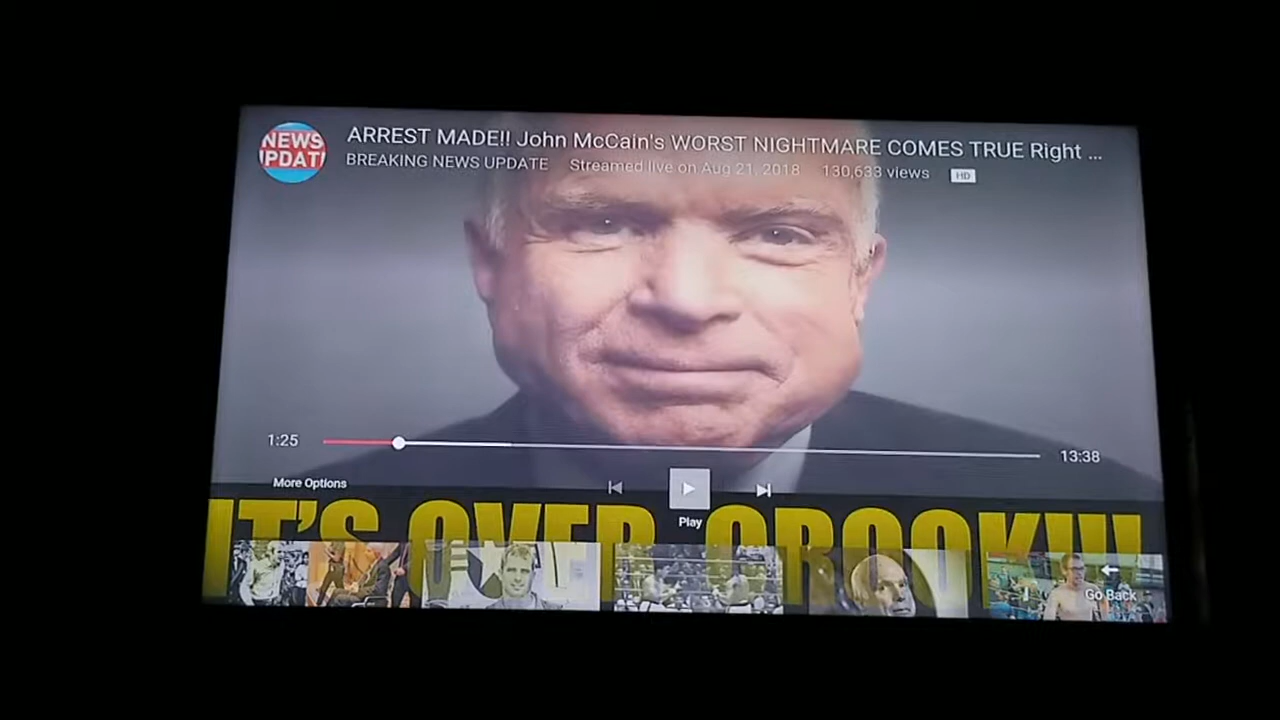 NEWS
UPDAT
ARREST MADE!! John McCain's WORST NIGHTMARE COMES TRUE Right ...
BREAKING NEWS UPDATE Streamed live on Aug 21, 2018 130,633 views HD
1:25
13:38
More Options
Play
IT'S OVER CROOK!!!
Go Back